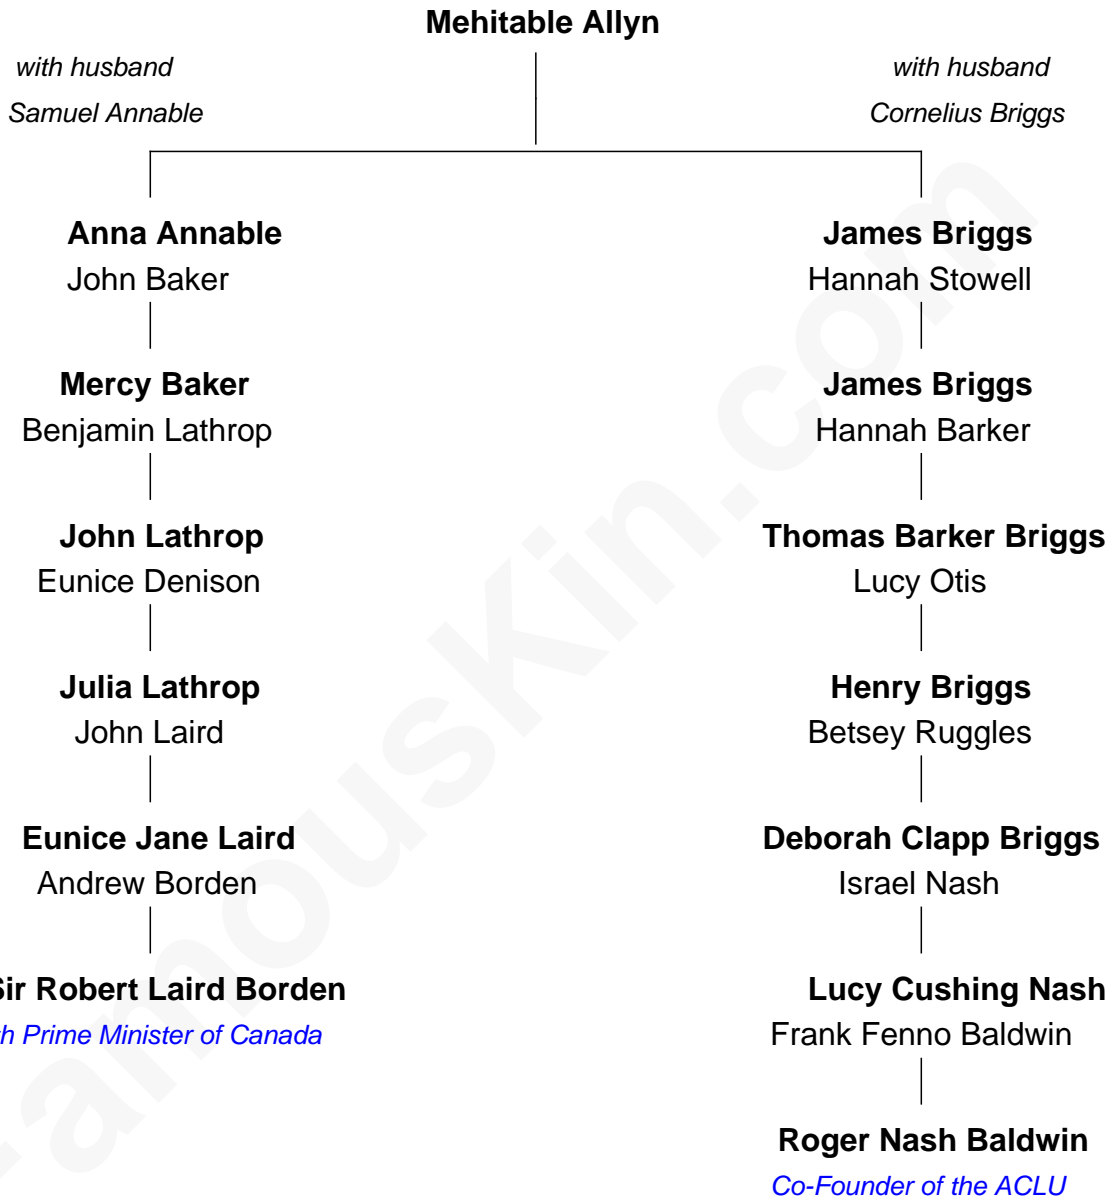 Mehitable Allyn
with husband
Samuel Annable
with husband
Cornelius Briggs
Anna Annable
John Baker
James Briggs
Hannah Stowell
Mercy Baker
Benjamin Lathrop
James Briggs
Hannah Barker
John Lathrop
Eunice Denison
Thomas Barker Briggs
Lucy Otis
Julia Lathrop
John Laird
Henry Briggs
Betsey Ruggles
Eunice Jane Laird
Andrew Borden
Deborah Clapp Briggs
Israel Nash
Sir Robert Laird Borden
h Prime Minister of Canada
Lucy Cushing Nash
Frank Fenno Baldwin
Roger Nash Baldwin
Co-Founder of the ACLU
FamousKin.com